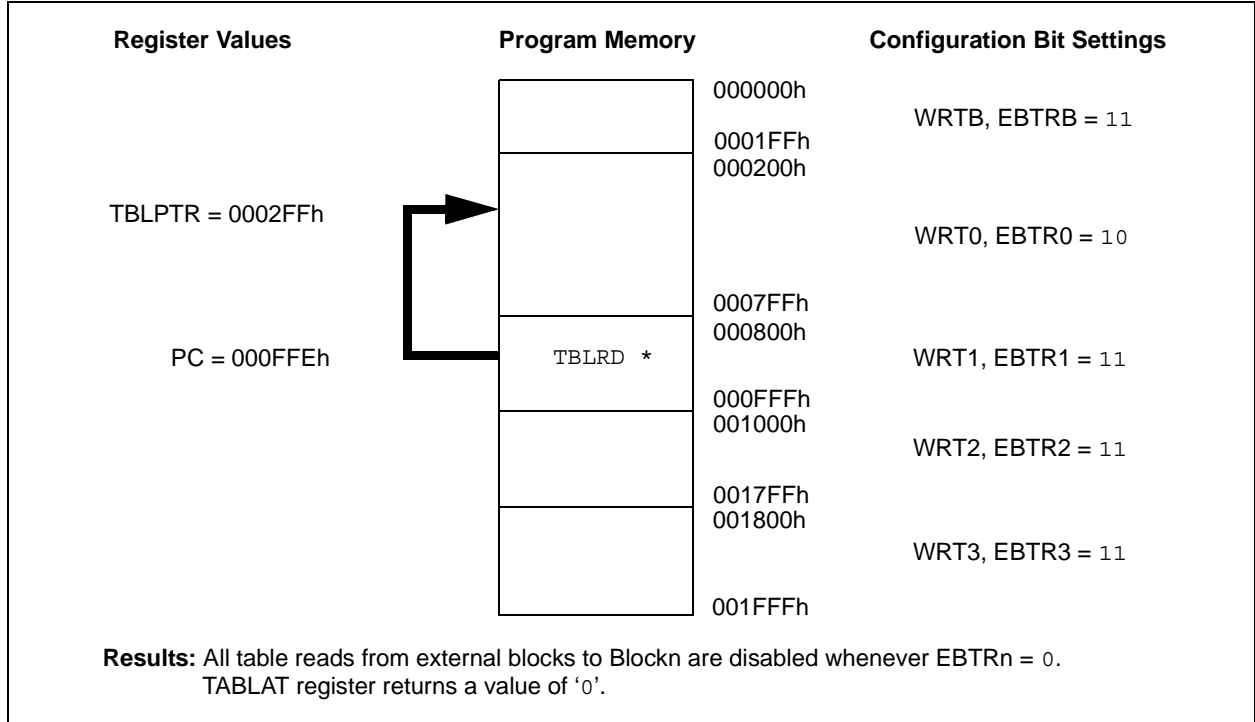 Register Values Program Memory Configuration Bit Settings
000000h
WRTB, EBTRB = 11
0001FFh
000200h
TBLPTR = 0002FFh
WRT0, EBTR0 = 10
0007FFh
000800h
PC = 000FFEh TBLRD * WRT1, EBTR1 = 11
000FFFh
001000h
WRT2, EBTR2 = 11
0017FFh
001800h
WRT3, EBTR3 = 11
001FFFh
Results: All table reads from external blocks to Blockn are disabled whenever EBTRn = 0.
TABLAT register returns a value of ‘0’.